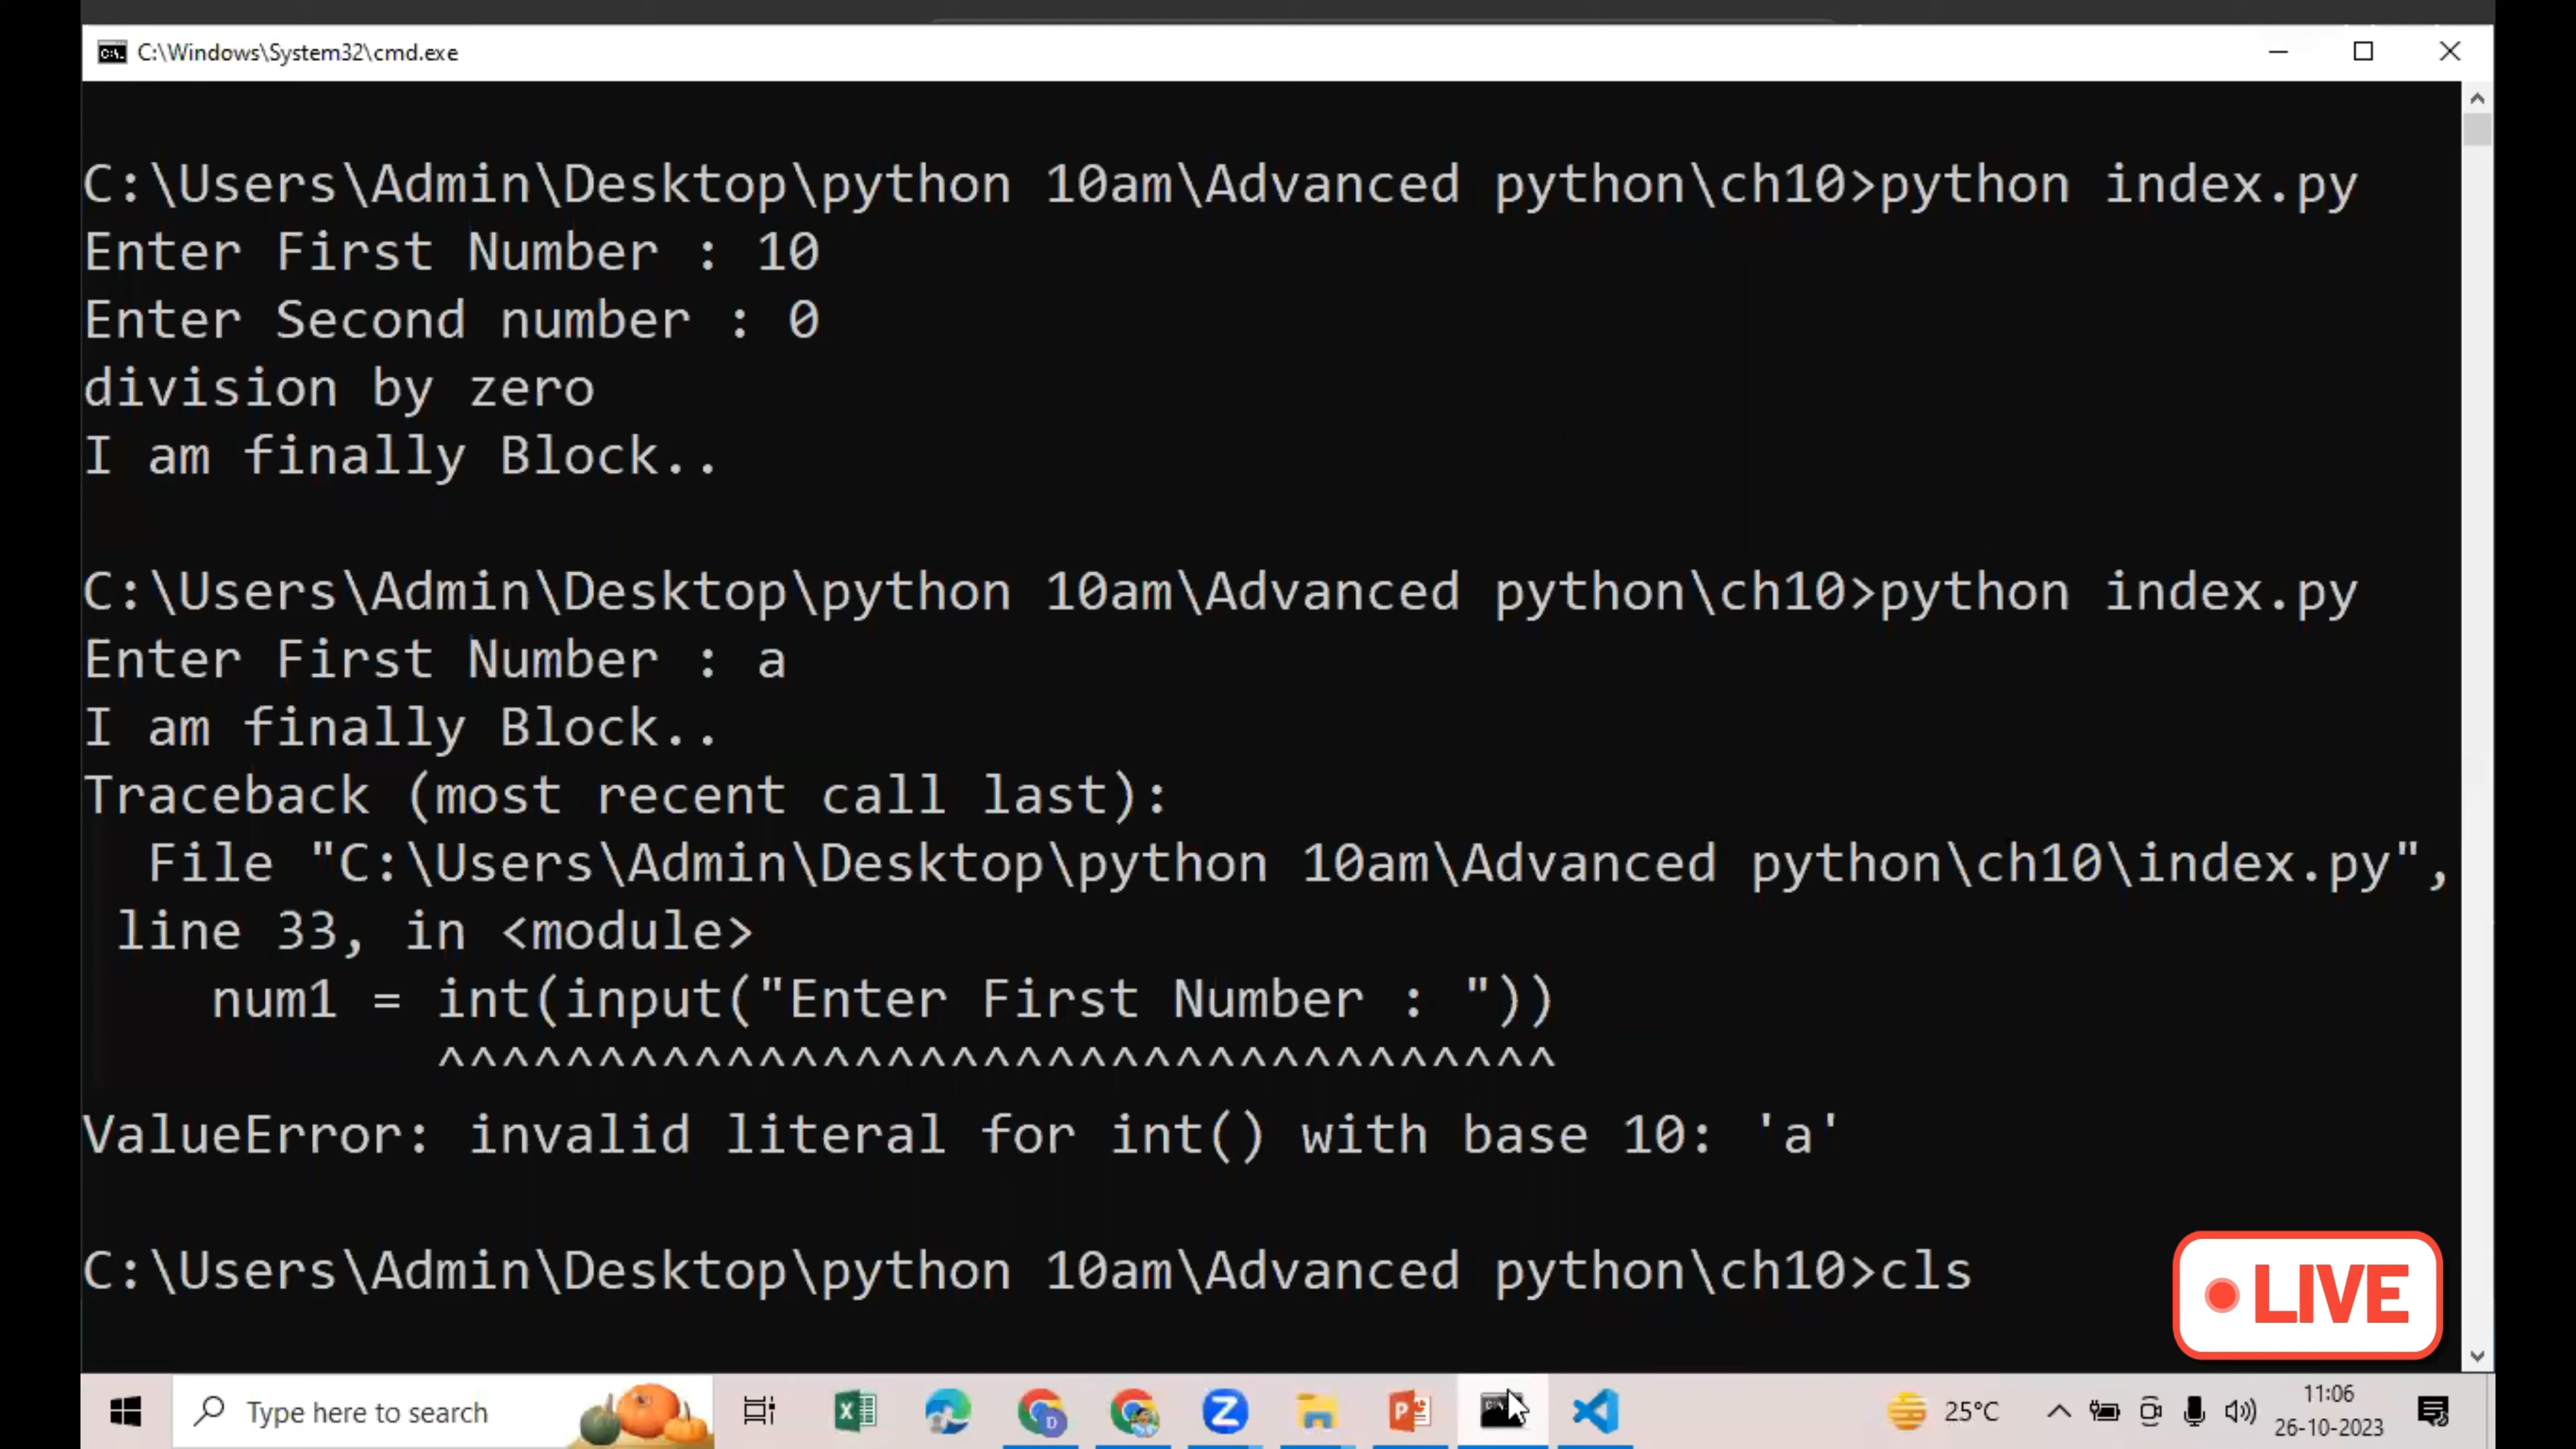 C:\Windows\System32\cmd.exe
C:\Users\Admin\Desktop\python 10am\Advanced python\ch10>python index.py
Enter First Number : 10
Enter Second number : 0
division by zero
I am finally Block..
C:\Users\Admin\Desktop\python 10am\Advanced python\ch10>python index.py
Enter First Number : a
I am finally Block..
Traceback (most recent call last):
  File "C:\Users\Admin\Desktop\python 10am\Advanced python\ch10\index.py",
 line 33, in <module>
    num1 = int(input("Enter First Number : "))
           ^^^^^^^^^^^^^^^^^^^^^^^^^^^^^^^^^^^
ValueError: invalid literal for int() with base 10: 'a'
C:\Users\Admin\Desktop\python 10am\Advanced python\ch10>cls
LIVE
Type here to search
25°C
11:06
26-10-2023